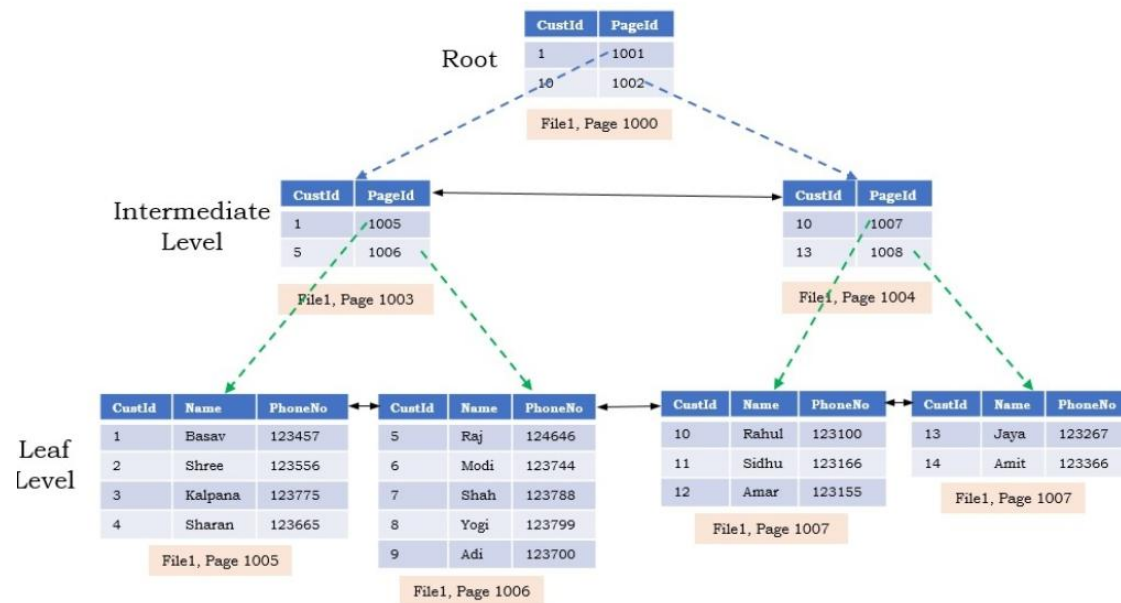 CustId PageId
1 1001
10 1002
Root
File1, Page 1000
CustId PageId
1 1005
5 1006
Intermediate
Level
File1, Page 1003
CustId PageId
10 1007
13 1008
File1, Page 1004
Leaf
Level
CustId Name PhoneNo
1 Basav 123457
2 Shree 123556
3 Kalpana 123775
4 Sharan 123665
File1, Page 1005
CustId Name PhoneNo
5 Raj 124646
6 Modi 123744
7 Shah 123788
8 Yogi 123799
9 Adi 123700
File1, Page 1006
CustId Name PhoneNo
10 Rahul 123100
11 Sidhu 123166
12 Amar 123155
File1, Page 1007
CustId Name PhoneNo
13 Jaya 123267
14 Amit 123366
File1, Page 1007